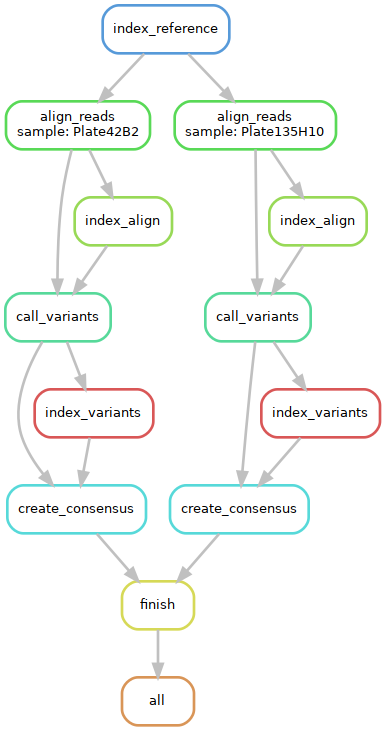 index_reference
align_reads
sample: Plate42B2
align_reads
sample: Plate135H10
index_align
index_align
call_variants
call_variants
index_variants
index_variants
create_consensus
create_consensus
finish
all